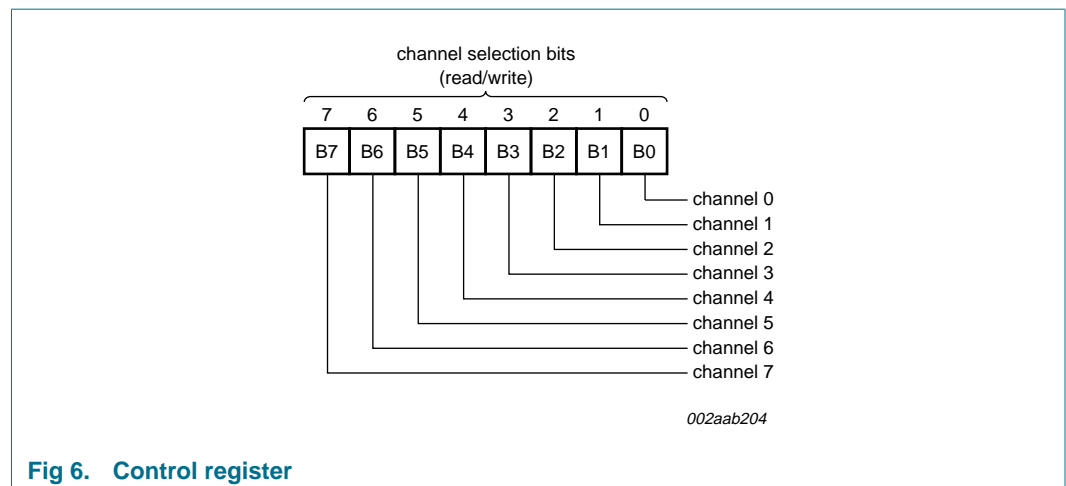 channel selection bits
(read/write)
7 6 5 4 3 2 1 0
B7 B6 B5 B4 B3 B2 B1 B0
channel 0
channel 1
channel 2
channel 3
channel 4
channel 5
channel 6
channel 7
002aab204
Fig 6. Control register